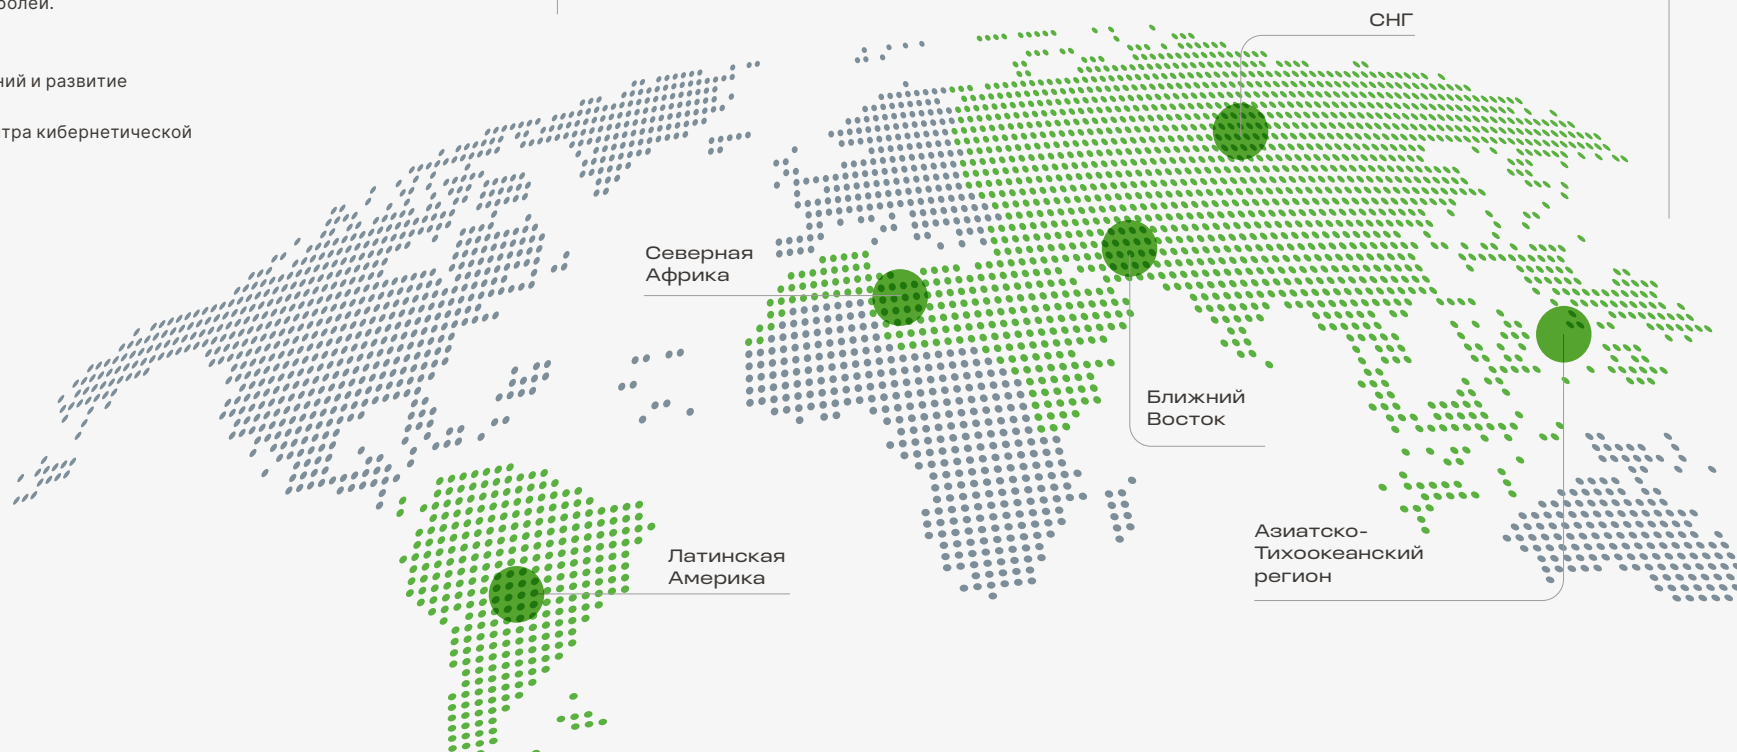 ролей.
ний и развитие
тра кибернетической
СНГ
Северная
Африка
Ближний
Восток
Азиатско-
Тихоокеанский
регион
Латинская
Америка